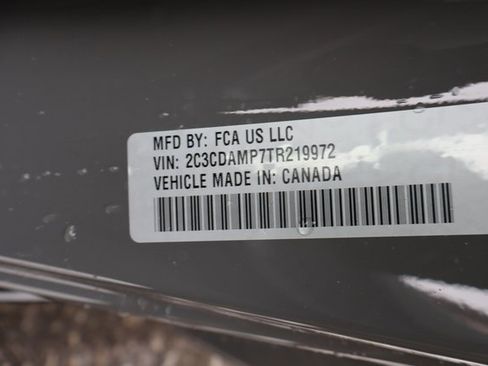 MFD BY: FCA US LLC
VIN: 2C3CDAMP7TR219972
VEHICLE MADE IN: CANADA